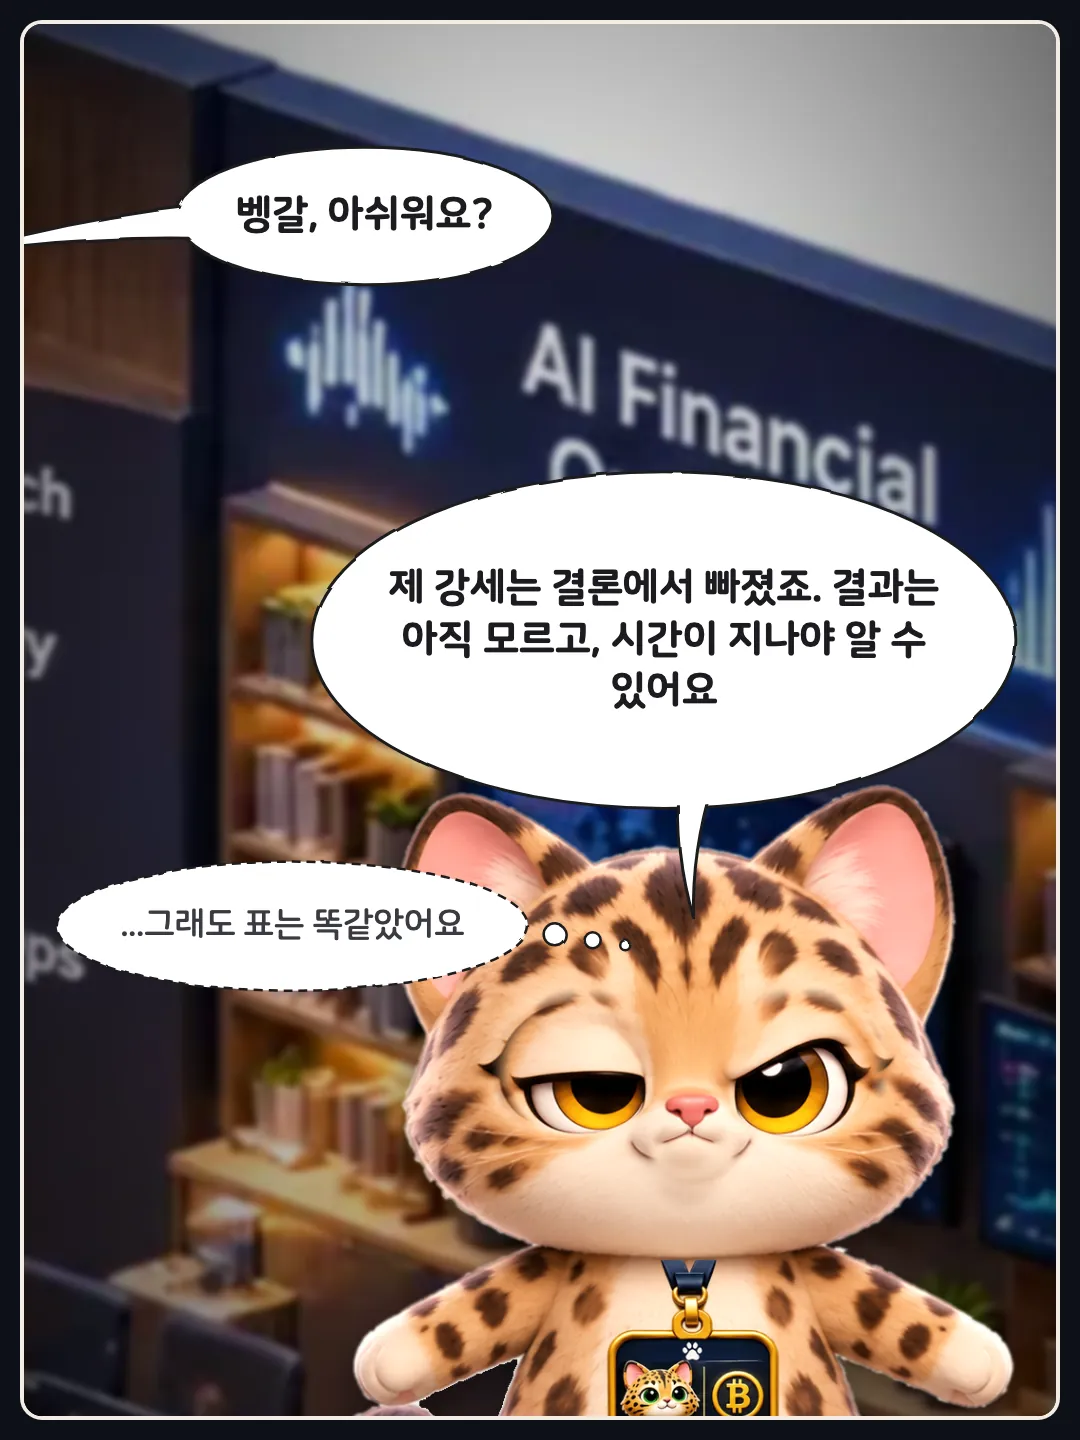 벵갈, 아쉬워요?
AI Financial
제 강세는 결론에서 빠졌죠. 결과는
아직 모르고, 시간이 지나야 알 수
있어요
...그래도 표는 똑같았어요